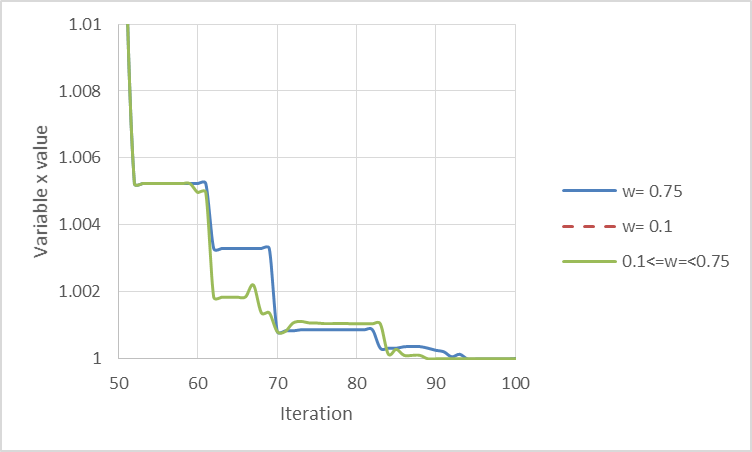 1.01
1.008
1.006
1.004
1.002
1
Variable x value
50 60 70 80 90 100
Iteration
w= 0.75
w= 0.1
0.1<=w=<0.75